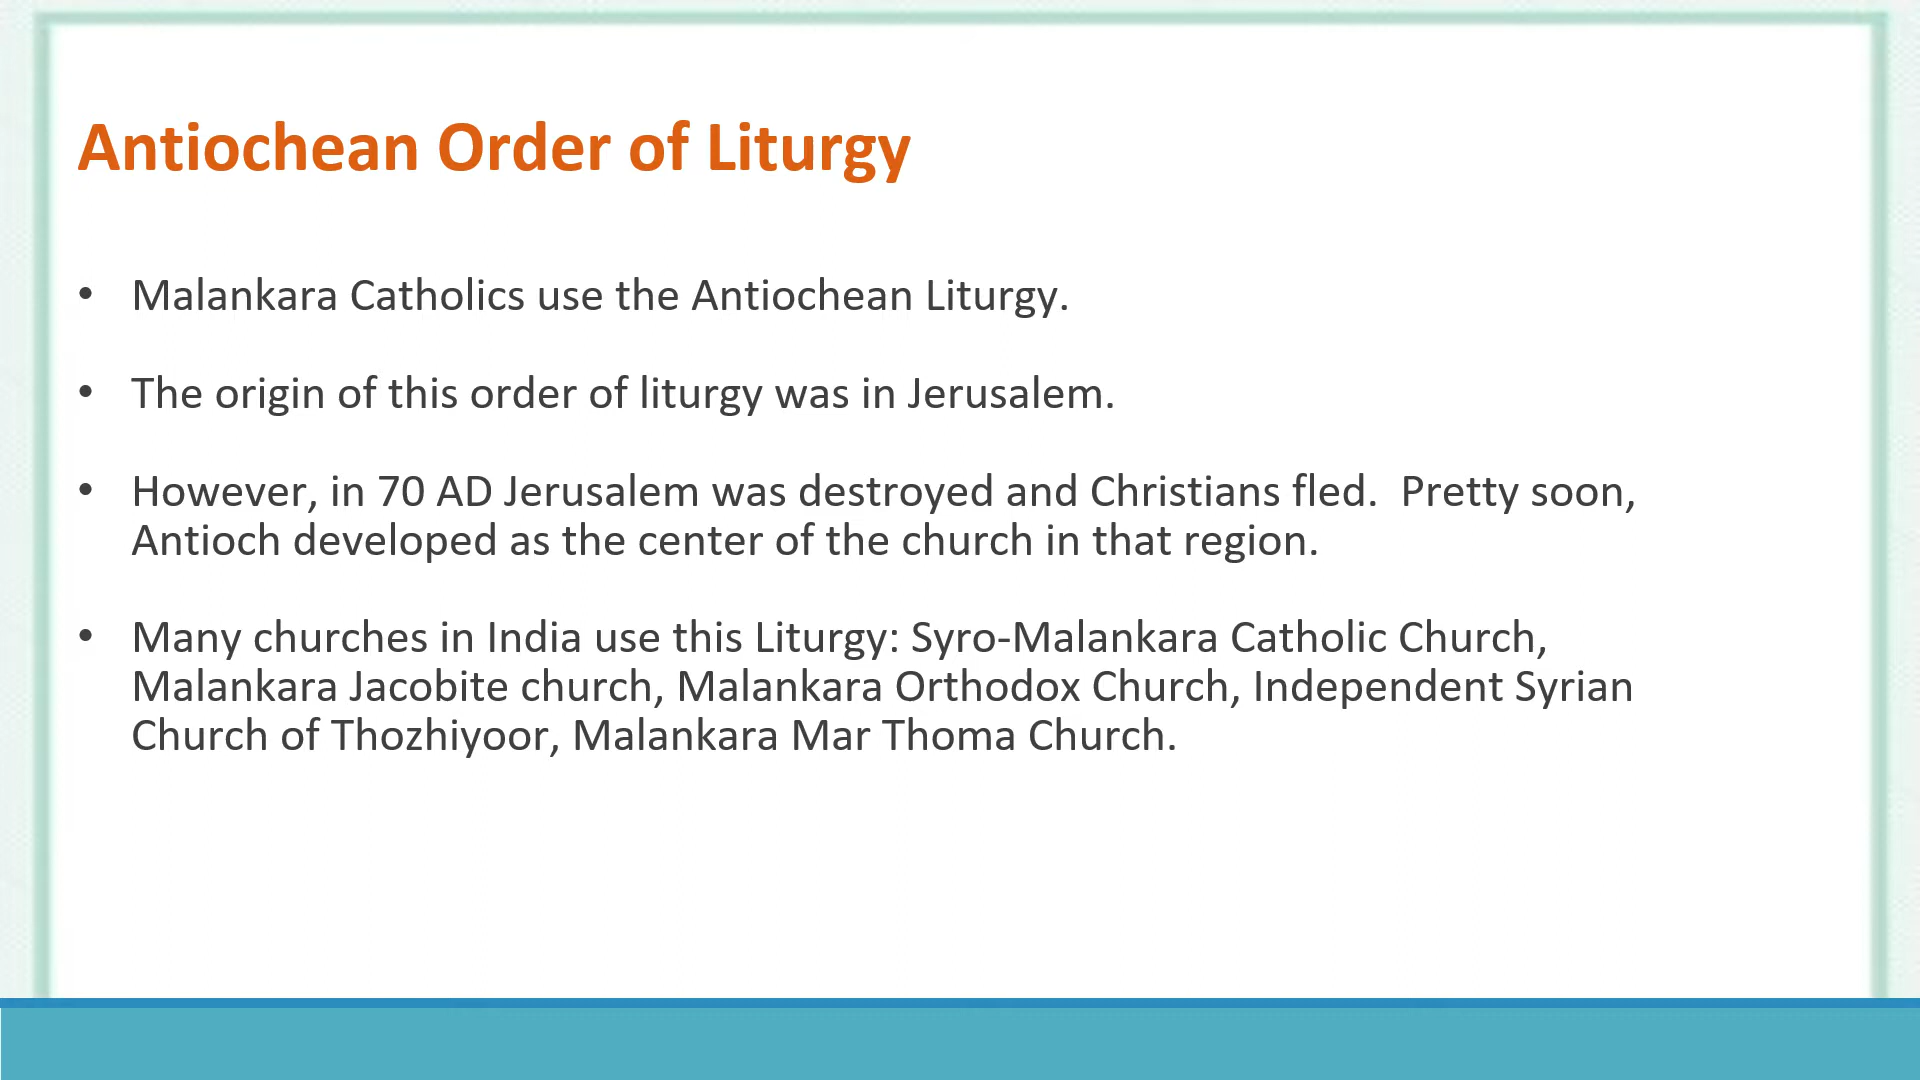 Antiochean Order of Liturgy
• Malankara Catholics use the Antiochean Liturgy.
• The origin of this order of liturgy was in Jerusalem.
• However, in 70 AD Jerusalem was destroyed and Christians fled.  Pretty soon,
Antioch developed as the center of the church in that region.
• Many churches in India use this Liturgy: Syro-Malankara Catholic Church,
Malankara Jacobite church, Malankara Orthodox Church, Independent Syrian
Church of Thozhiyoor, Malankara Mar Thoma Church.